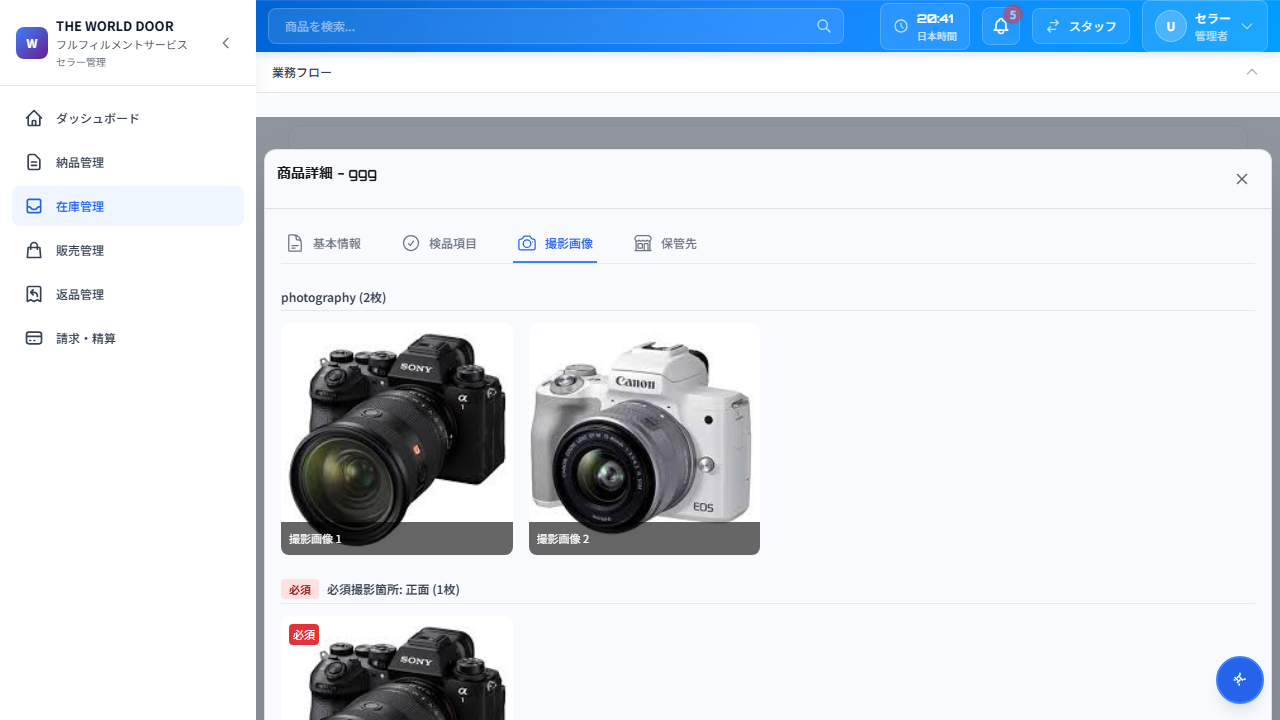 W
THE WORLD DOOR
フルフィルメントサービス
セラー管理
商品を検索...
20:41
日本時間
5
スタッフ
U
セラー
管理者
業務フロー
ダッシュボード
納品管理
在庫管理
販売管理
返品管理
請求・精算
商品詳細 - ggg
基本情報
検品項目
撮影画像
保管先
photography (2枚)
SONY
α
1
撮影画像 1
Canon
EOS
撮影画像 2
必須
必須撮影箇所: 正面 (1枚)
必須
SONY
α
1